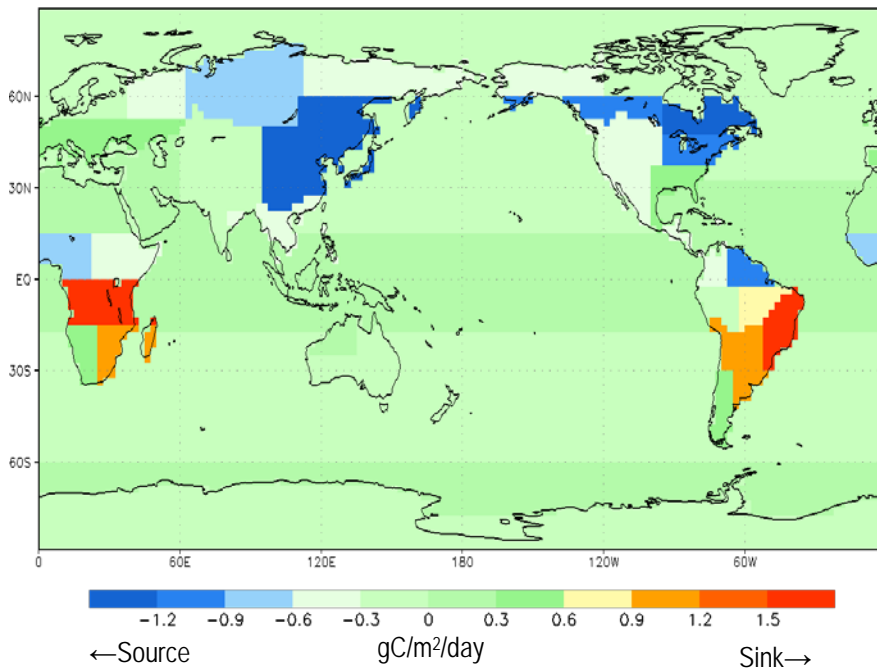 60N
30N
EQ
30S
60S
0 60E 120E 180 120W 60W
−1.2 −0.9 −0.6 −0.3 0 0.3 0.6 0.9 1.2 1.5
←Source gC/m²/day Sink→